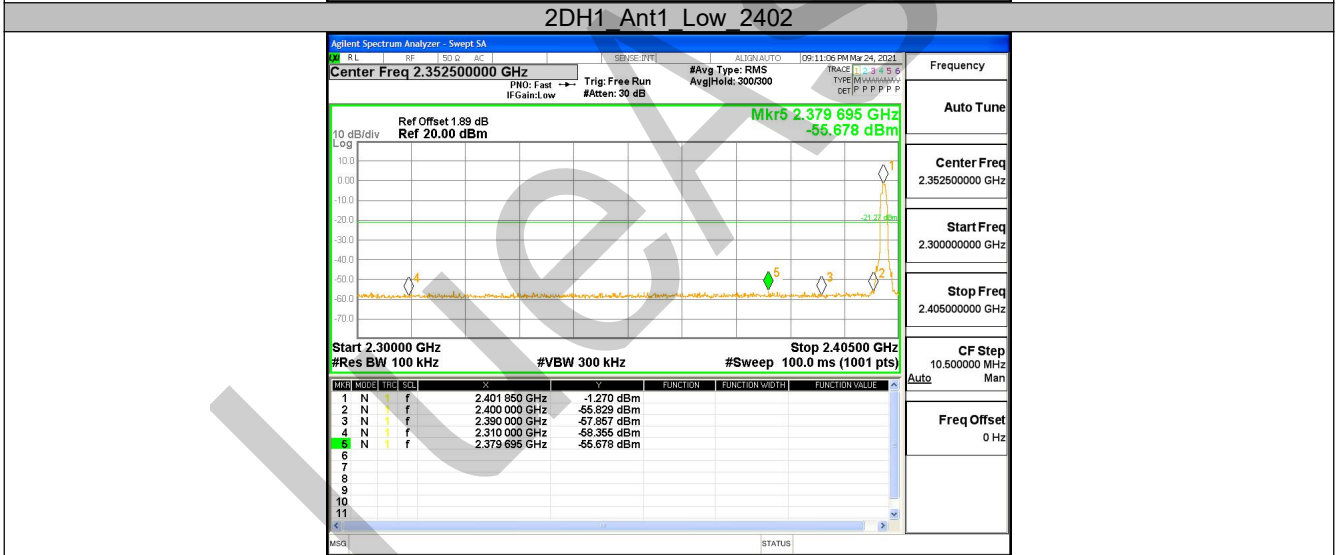 2DH1_Ant1_Low_2402
Agilent Spectrum Analyzer - Swept SA
RL RF 50 Ω AC SENSE:INT ALIGN AUTO 09:11:06 PM Mar 24, 2021
Center Freq 2.352500000 GHz
PNO: Fast
IFGain:Low
Trig: Free Run
#Atten: 30 dB
#Avg Type: RMS
Avg|Hold: 300/300
TRACE 1 2 3 4 5 6
TYPE M
DET P P P P P P
Ref Offset 1.89 dB
10 dB/div Ref 20.00 dBm
Log
Mkr5 2.379 695 GHz
-55.678 dBm
10.0
0.00
-10.0
-20.0
-30.0
-40.0
-50.0
-60.0
-70.0
-21.27 dBm
1
2
3
4
5
Start 2.30000 GHz Stop 2.40500 GHz
#Res BW 100 kHz #VBW 300 kHz #Sweep 100.0 ms (1001 pts)
MKR MODE TRC SCL X Y FUNCTION FUNCTION WIDTH FUNCTION VALUE
1 N 1 f 2.401 850 GHz -1.270 dBm
2 N 1 f 2.400 000 GHz -55.829 dBm
3 N 1 f 2.390 000 GHz -57.857 dBm
4 N 1 f 2.310 000 GHz -58.355 dBm
5 N 1 f 2.379 695 GHz -55.678 dBm
6
7
8
9
10
11
MSG STATUS
Frequency
Auto Tune
Center Freq
2.352500000 GHz
Start Freq
2.300000000 GHz
Stop Freq
2.405000000 GHz
CF Step
10.500000 MHz
Auto Man
Freq Offset
0 Hz